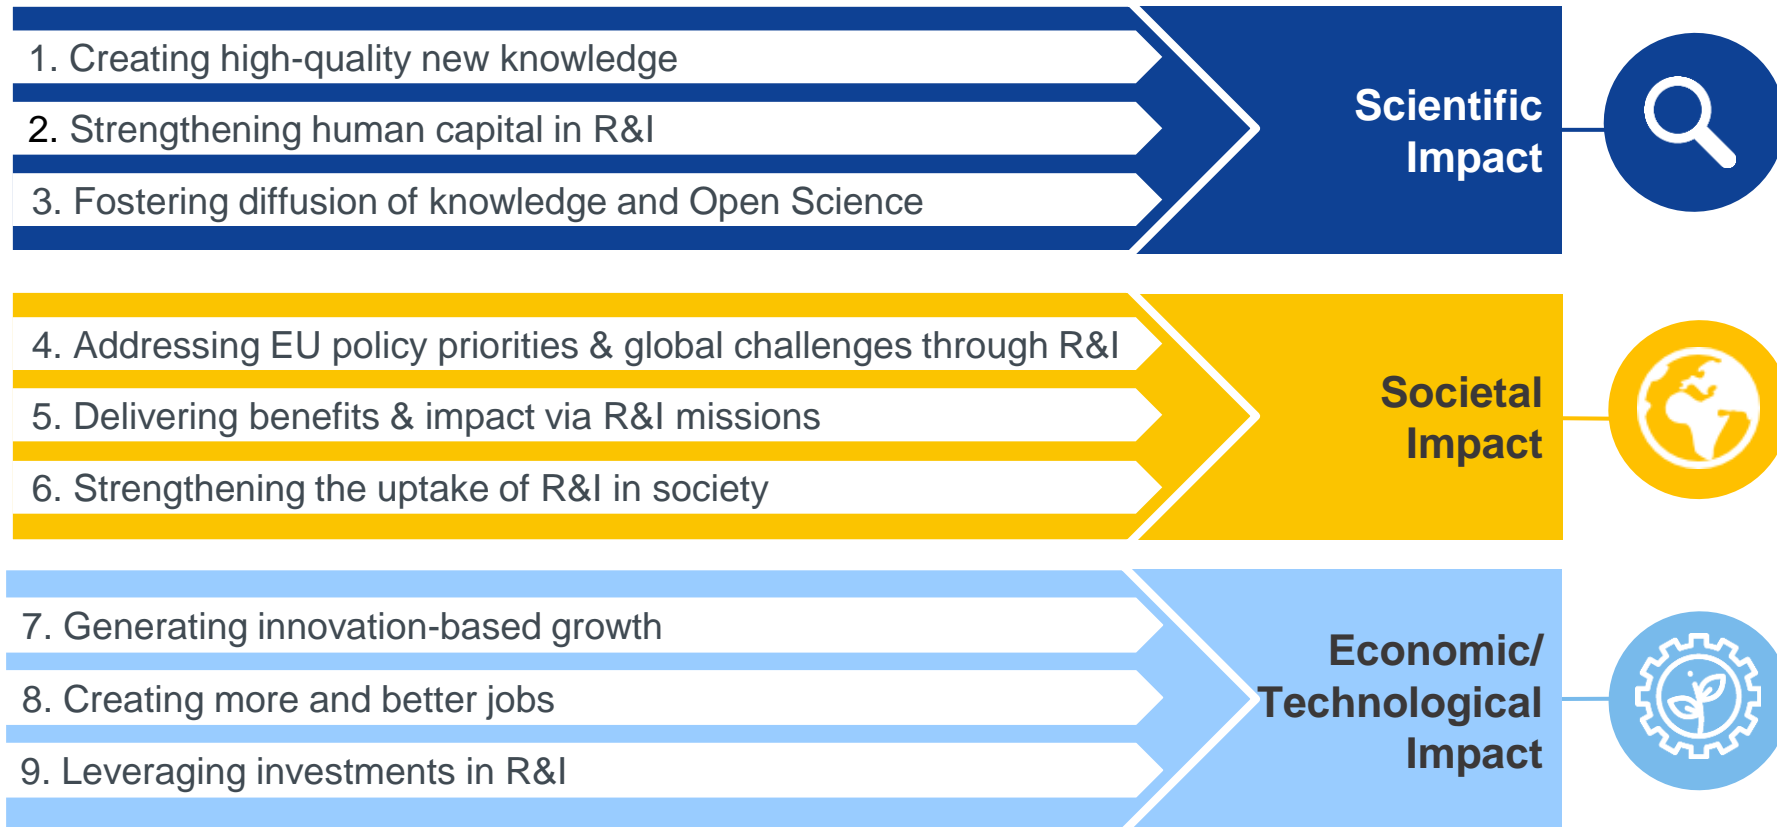 1. Creating high-quality new knowledge
2. Strengthening human capital in R&I
3. Fostering diffusion of knowledge and Open Science
Scientific
Impact
4. Addressing EU policy priorities & global challenges through R&I
5. Delivering benefits & impact via R&I missions
6. Strengthening the uptake of R&I in society
Societal
Impact
7. Generating innovation-based growth
8. Creating more and better jobs
9. Leveraging investments in R&I
Economic/
Technological
Impact